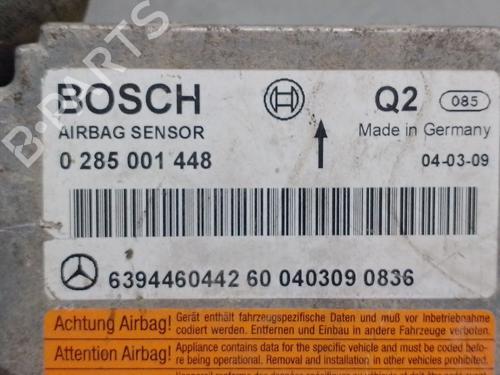 B-PARTS
BOSCH
Q2 085
AIRBAG SENSOR
Made in Germany
0 285 001 448
04-03-09
6394460442 60 040309 0836
Achtung Airbag! Gerät enthält fahrzeugspezifische Daten und muß vor Inbetriebnahme
codiert werden. Entfernen und Einbau in andere Fahrzeuge verboten.
Attention Airbag! Appliance contains data for the specific vehicle and must be coded befo-
re being operational. Removal and installation in other vehicles prohibited.